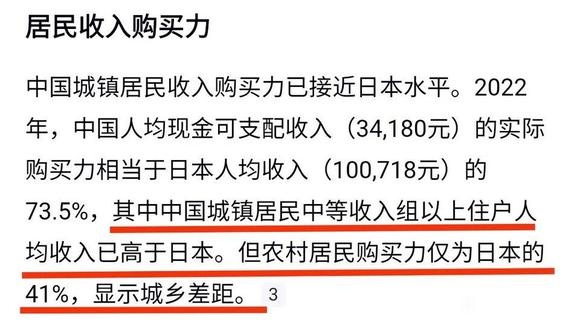 居民收入购买力
中国城镇居民收入购买力已接近日本水平。2022
年，中国人均现金可支配收入（34,180元）的实际
购买力相当于日本人均收入（100,718元）的
73.5%，其中中国城镇居民中等收入组以上住户人
均收入已高于日本。但农村居民购买力仅为日本的
41%，显示城乡差距。 3